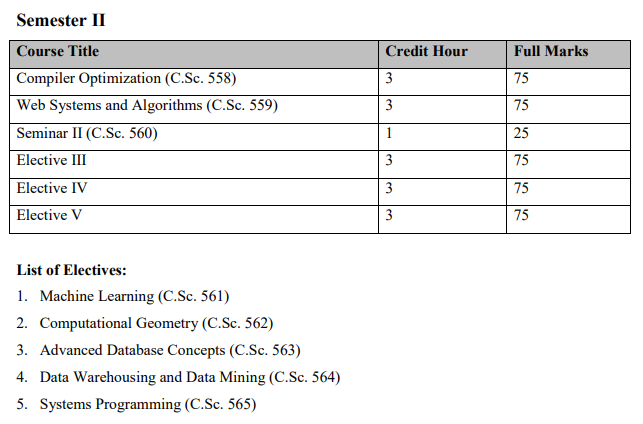 Semester II
Course Title Credit Hour Full Marks
Compiler Optimization (C.Sc. 558) 3 75
Web Systems and Algorithms (C.Sc. 559) 3 75
Seminar II (C.Sc. 560) 1 25
Elective III 3 75
Elective IV 3 75
Elective V 3 75
List of Electives:
1. Machine Learning (C.Sc. 561)
2. Computational Geometry (C.Sc. 562)
3. Advanced Database Concepts (C.Sc. 563)
4. Data Warehousing and Data Mining (C.Sc. 564)
5. Systems Programming (C.Sc. 565)